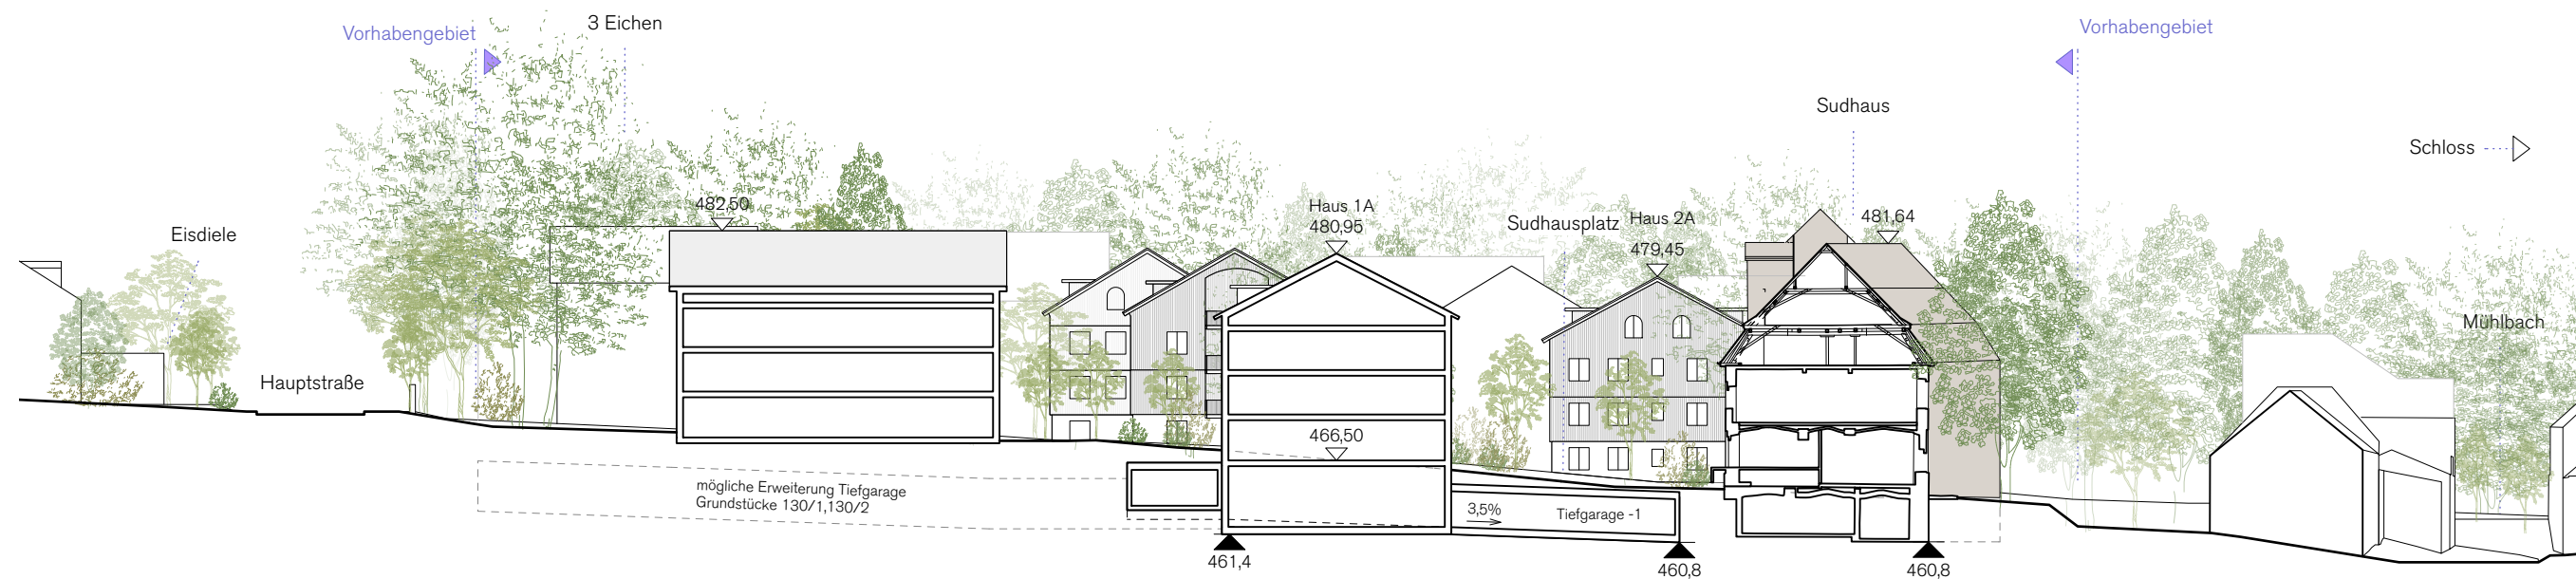 Vorhabengebiet
3 Eichen
Vorhabengebiet
Sudhaus
Schloss
Eisdiele
482,50
Haus 1A
480,95
Sudhausplatz
Haus 2A
479,45
481,64
Mühlbach
Hauptstraße
466,50
mögliche Erweiterung Tiefgarage
Grundstücke 130/1,130/2
3,5%
Tiefgarage -1
461,4
460,8
460,8